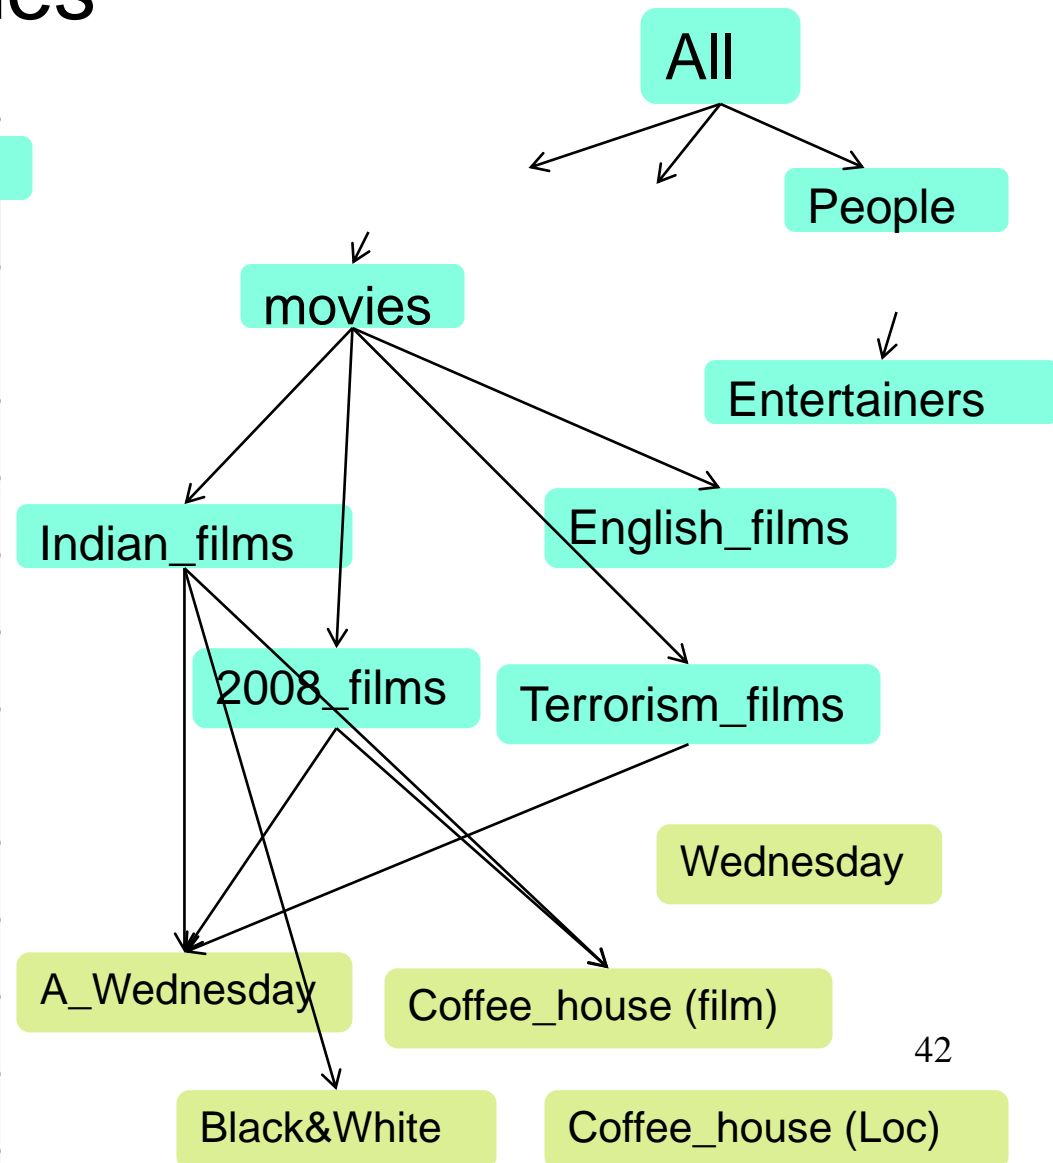 All
People
movies
Entertainers
Indian_films
English_films
2008_films
Terrorism_films
Wednesday
A_Wednesday
Coffee_house (film)
42
Black&White
Coffee_house (Loc)